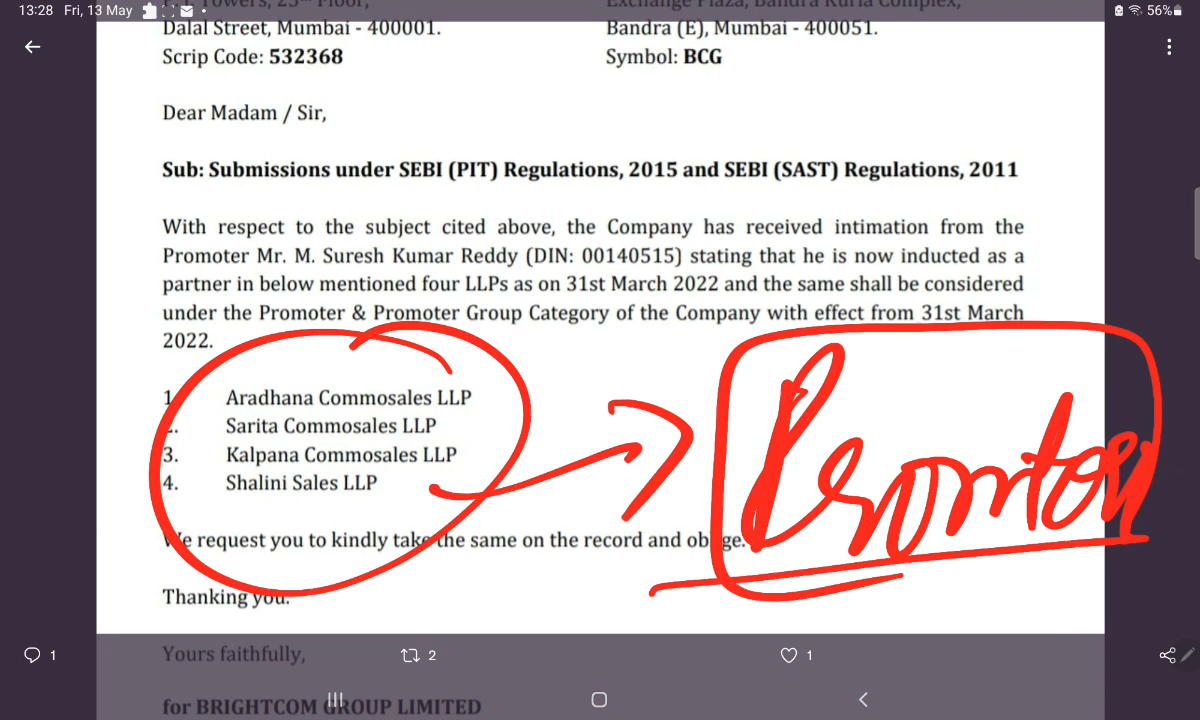 13:28 Fri, 13 May 56%
Dalal Street, Mumbai - 400001.
Bandra (E), Mumbai - 400051.
Scrip Code: 532368
Symbol: BCG
Dear Madam / Sir,
Sub: Submissions under SEBI (PIT) Regulations, 2015 and SEBI (SAST) Regulations, 2011
With respect to the subject cited above, the Company has received intimation from the
Promoter Mr. M. Suresh Kumar Reddy (DIN: 00140515) stating that he is now inducted as a
partner in below mentioned four LLPs as on 31st March 2022 and the same shall be considered
under the Promoter & Promoter Group Category of the Company with effect from 31st March
2022.
1. Aradhana Commosales LLP
2. Sarita Commosales LLP
3. Kalpana Commosales LLP
4. Shalini Sales LLP
We request you to kindly take the same on the record and oblige.
Thanking you.
Yours faithfully,
1 2 1
for BRIGHTCOM GROUP LIMITED